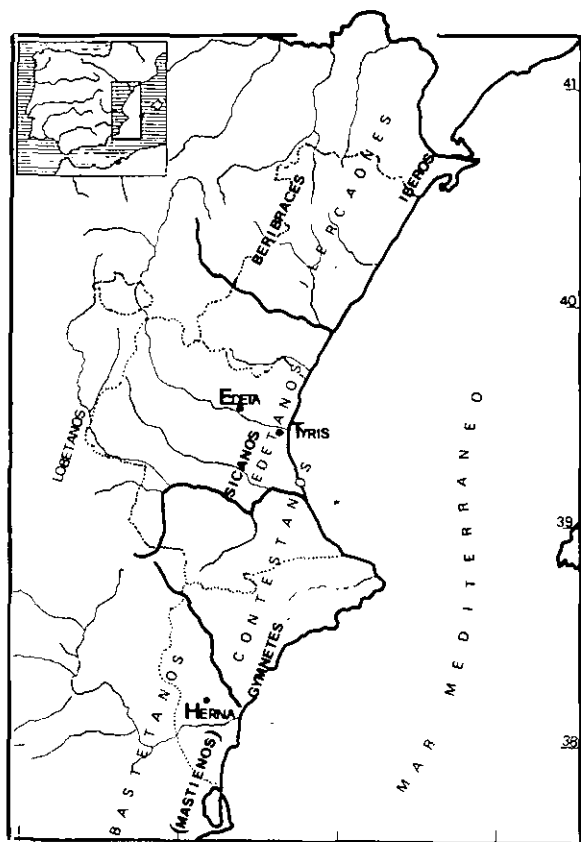 41
ILERCAONES
IBEROS
BERIBRACES
40
EDETA
TYRIS
LOBETANOS
SICANOS
EDETANOS
MAR MEDITERRANEO
39
CONTESTANOS
GYMNETES
HERNA
BASTETANOS
(MASTIENOS)
38